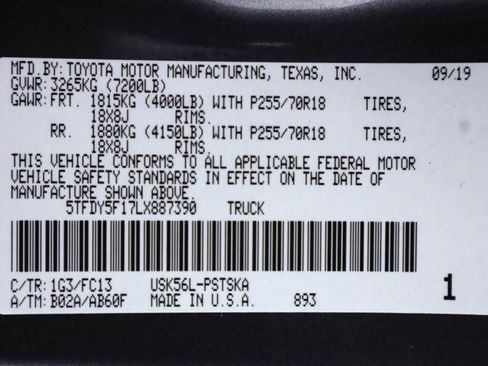 MFD.BY: TOYOTA MOTOR MANUFACTURING, TEXAS, INC. 09/19
GVWR: 3265KG (7200LB)
GAWR: FRT. 1815KG (4000LB) WITH P255/70R18 TIRES,
18X8J RIMS.
RR. 1880KG (4150LB) WITH P255/70R18 TIRES,
18X8J RIMS.
THIS VEHICLE CONFORMS TO ALL APPLICABLE FEDERAL MOTOR
VEHICLE SAFETY STANDARDS IN EFFECT ON THE DATE OF
MANUFACTURE SHOWN ABOVE.
5TFDY5F17LX887390 TRUCK
C/TR: 1G3/FC13 USK56L-PSTSKA
A/TM: B02A/AB60F MADE IN U.S.A. 893 1